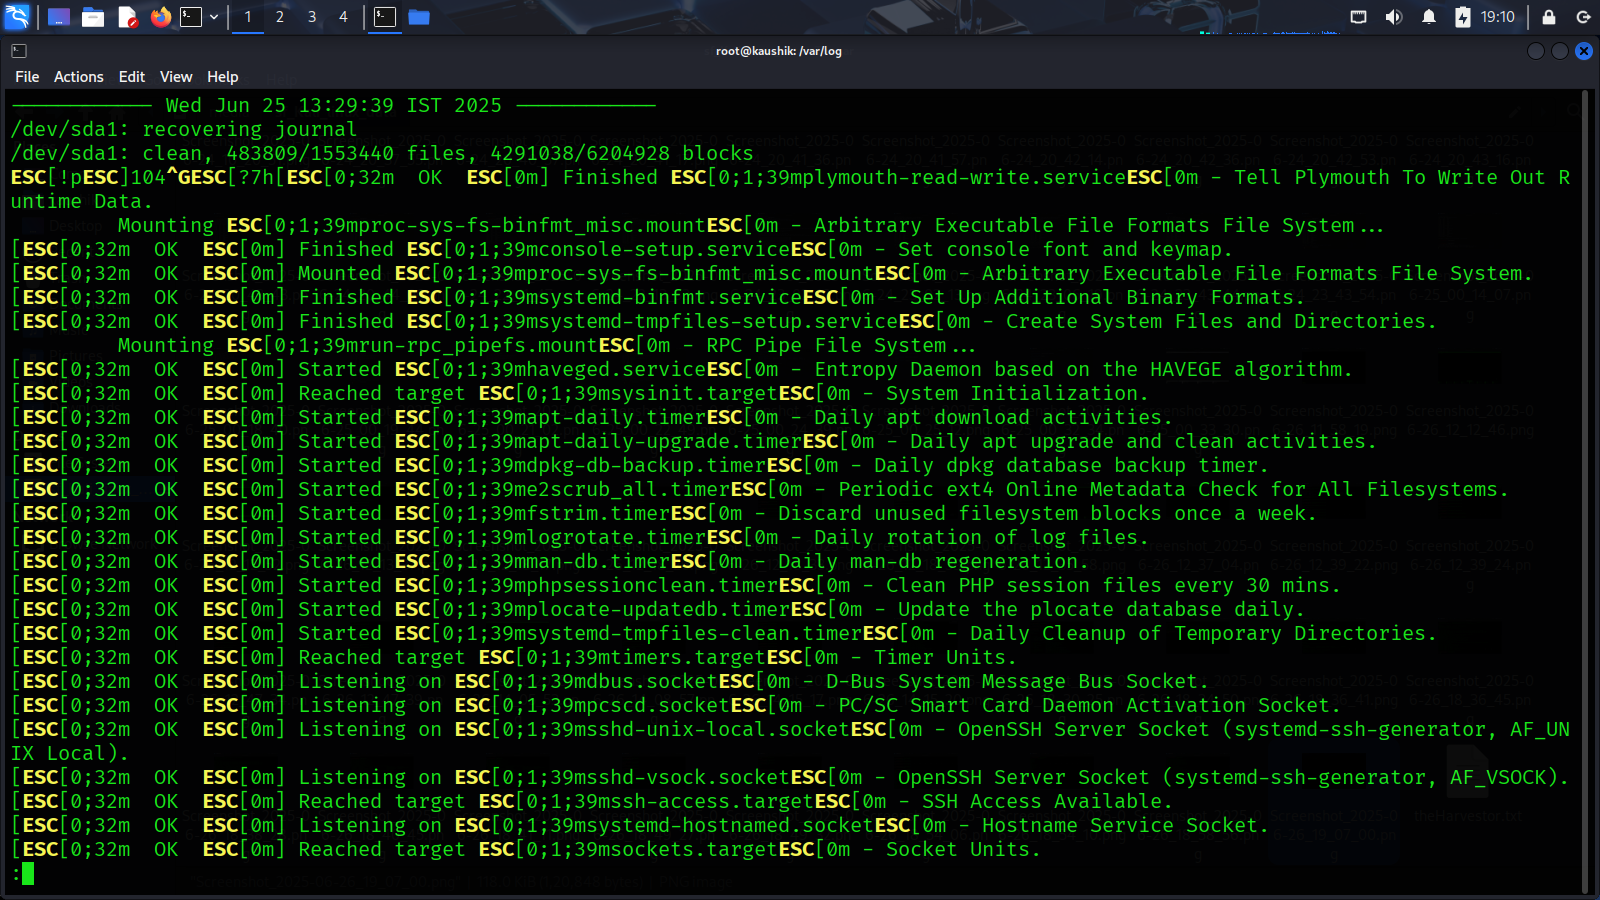 1 2 3 4
19:10
root@kaushik: /var/log
File Actions Edit View Help
──────────── Wed Jun 25 13:29:39 IST 2025 ────────────
/dev/sda1: recovering journal
/dev/sda1: clean, 483809/1553440 files, 4291038/6204928 blocks
ESC[!pESC]104^GESC[?7h[ESC[0;32m  OK  ESC[0m] Finished ESC[0;1;39mplymouth-read-write.serviceESC[0m - Tell Plymouth To Write Out R
untime Data.
         Mounting ESC[0;1;39mproc-sys-fs-binfmt_misc.mountESC[0m - Arbitrary Executable File Formats File System...
[ESC[0;32m  OK  ESC[0m] Finished ESC[0;1;39mconsole-setup.serviceESC[0m - Set console font and keymap.
[ESC[0;32m  OK  ESC[0m] Mounted ESC[0;1;39mproc-sys-fs-binfmt_misc.mountESC[0m - Arbitrary Executable File Formats File System.
[ESC[0;32m  OK  ESC[0m] Finished ESC[0;1;39msystemd-binfmt.serviceESC[0m - Set Up Additional Binary Formats.
[ESC[0;32m  OK  ESC[0m] Finished ESC[0;1;39msystemd-tmpfiles-setup.serviceESC[0m - Create System Files and Directories.
         Mounting ESC[0;1;39mrun-rpc_pipefs.mountESC[0m - RPC Pipe File System...
[ESC[0;32m  OK  ESC[0m] Started ESC[0;1;39mhaveged.serviceESC[0m - Entropy Daemon based on the HAVEGE algorithm.
[ESC[0;32m  OK  ESC[0m] Reached target ESC[0;1;39msysinit.targetESC[0m - System Initialization.
[ESC[0;32m  OK  ESC[0m] Started ESC[0;1;39mapt-daily.timerESC[0m - Daily apt download activities.
[ESC[0;32m  OK  ESC[0m] Started ESC[0;1;39mapt-daily-upgrade.timerESC[0m - Daily apt upgrade and clean activities.
[ESC[0;32m  OK  ESC[0m] Started ESC[0;1;39mdpkg-db-backup.timerESC[0m - Daily dpkg database backup timer.
[ESC[0;32m  OK  ESC[0m] Started ESC[0;1;39me2scrub_all.timerESC[0m - Periodic ext4 Online Metadata Check for All Filesystems.
[ESC[0;32m  OK  ESC[0m] Started ESC[0;1;39mfstrim.timerESC[0m - Discard unused filesystem blocks once a week.
[ESC[0;32m  OK  ESC[0m] Started ESC[0;1;39mlogrotate.timerESC[0m - Daily rotation of log files.
[ESC[0;32m  OK  ESC[0m] Started ESC[0;1;39mman-db.timerESC[0m - Daily man-db regeneration.
[ESC[0;32m  OK  ESC[0m] Started ESC[0;1;39mphpsessionclean.timerESC[0m - Clean PHP session files every 30 mins.
[ESC[0;32m  OK  ESC[0m] Started ESC[0;1;39mplocate-updatedb.timerESC[0m - Update the plocate database daily.
[ESC[0;32m  OK  ESC[0m] Started ESC[0;1;39msystemd-tmpfiles-clean.timerESC[0m - Daily Cleanup of Temporary Directories.
[ESC[0;32m  OK  ESC[0m] Reached target ESC[0;1;39mtimers.targetESC[0m - Timer Units.
[ESC[0;32m  OK  ESC[0m] Listening on ESC[0;1;39mdbus.socketESC[0m - D-Bus System Message Bus Socket.
[ESC[0;32m  OK  ESC[0m] Listening on ESC[0;1;39mpcscd.socketESC[0m - PC/SC Smart Card Daemon Activation Socket.
[ESC[0;32m  OK  ESC[0m] Listening on ESC[0;1;39msshd-unix-local.socketESC[0m - OpenSSH Server Socket (systemd-ssh-generator, AF_UN
IX Local).
[ESC[0;32m  OK  ESC[0m] Listening on ESC[0;1;39msshd-vsock.socketESC[0m - OpenSSH Server Socket (systemd-ssh-generator, AF_VSOCK).
[ESC[0;32m  OK  ESC[0m] Reached target ESC[0;1;39mssh-access.targetESC[0m - SSH Access Available.
[ESC[0;32m  OK  ESC[0m] Listening on ESC[0;1;39msystemd-hostnamed.socketESC[0m - Hostname Service Socket.
[ESC[0;32m  OK  ESC[0m] Reached target ESC[0;1;39msockets.targetESC[0m - Socket Units.
: